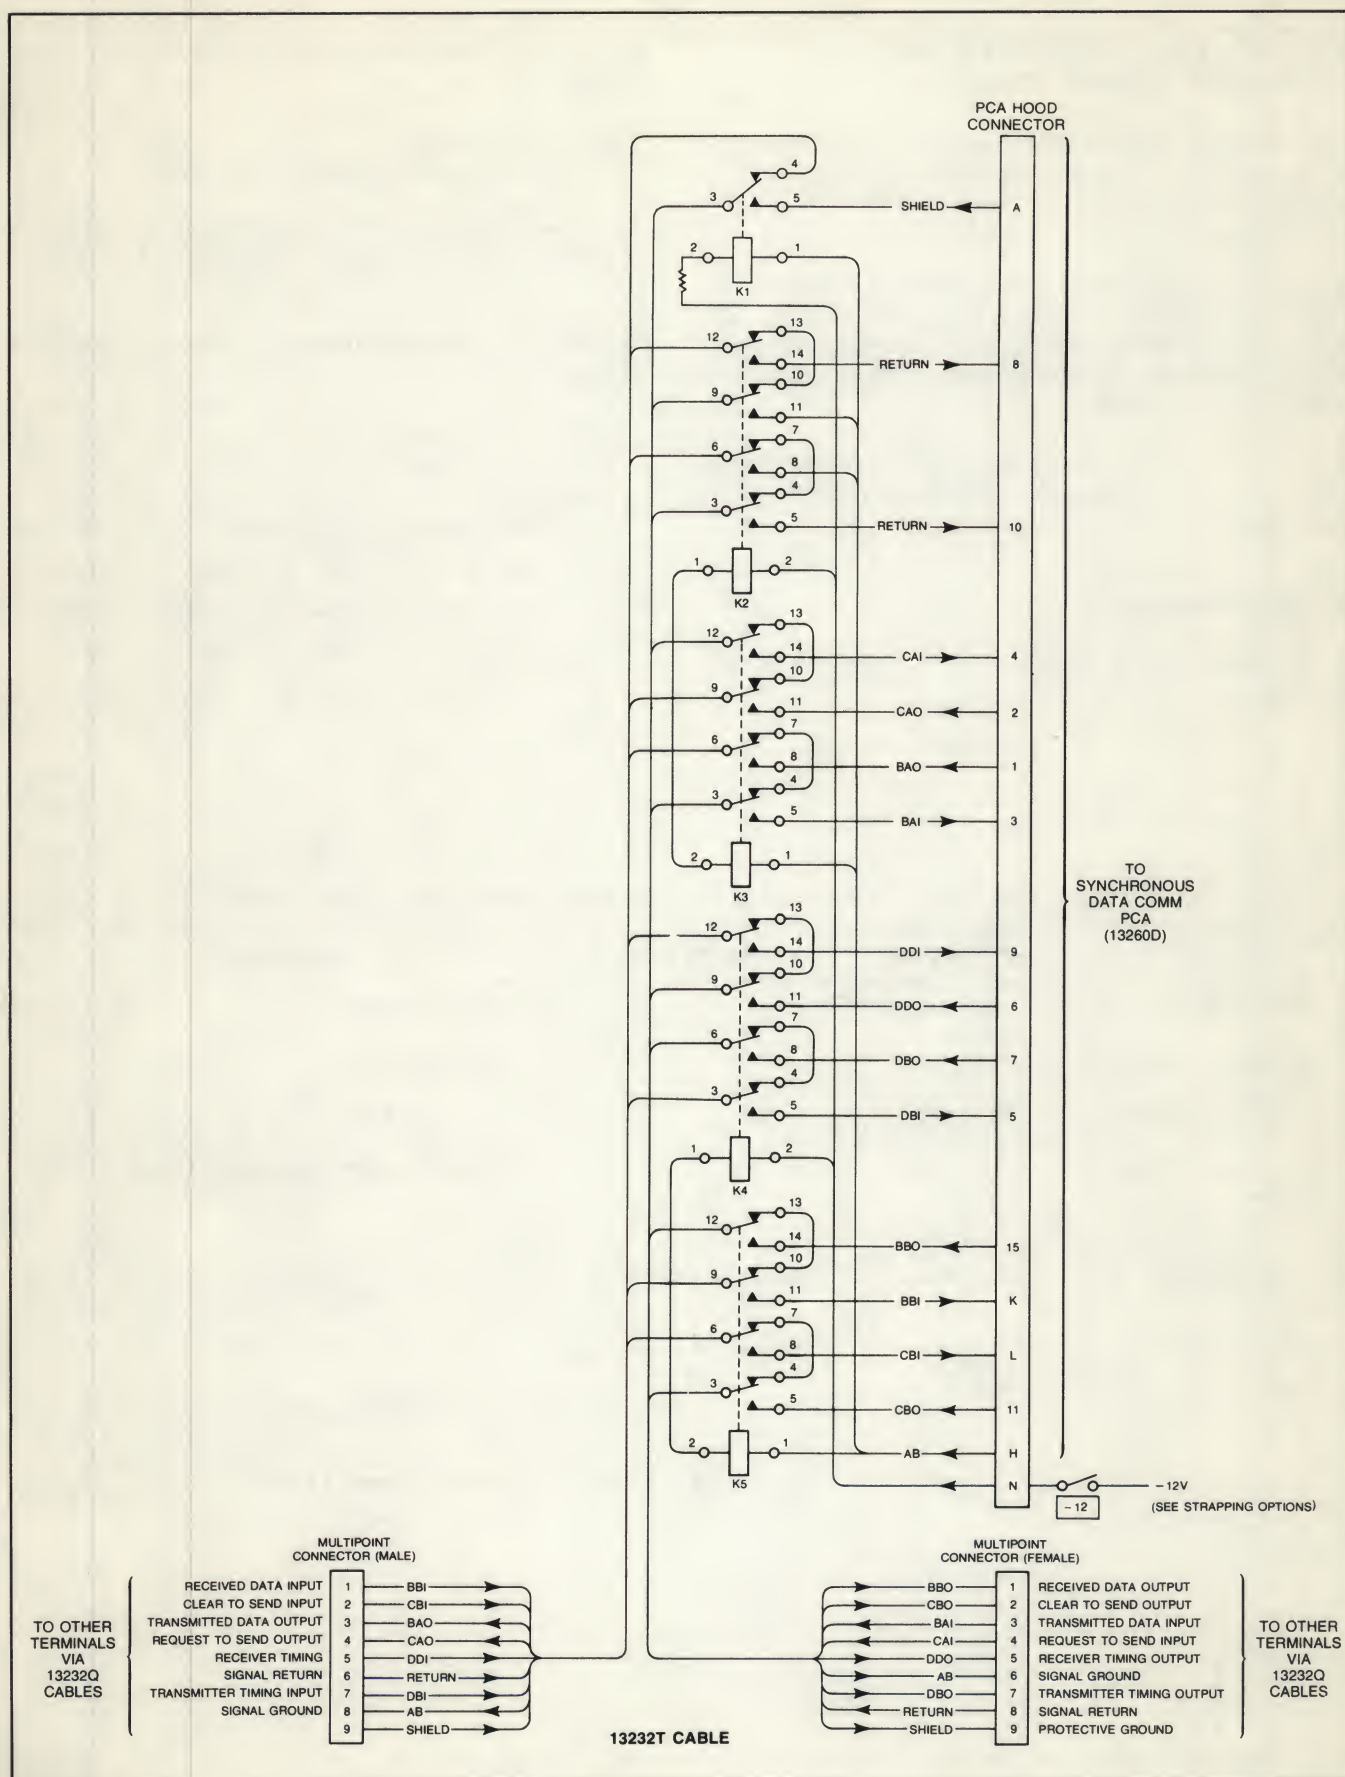 PCA HOOD
CONNECTOR
4
3
5
SHIELD
A
2
1
K1
13
12
14
RETURN
8
10
9
11
7
6
8
4
3
5
RETURN
10
1
2
K2
13
12
14
CAI
4
10
9
11
CAO
2
7
6
8
BAO
1
4
3
5
BAI
3
2
1
K3
TO
SYNCHRONOUS
DATA COMM
PCA
(13260D)
13
12
14
DDI
9
10
9
11
DDO
6
7
6
8
DBO
7
4
3
5
DBI
5
1
2
K4
13
12
14
BBO
15
10
9
11
BBI
K
7
6
8
CBI
L
4
3
5
CBO
11
2
1
AB
H
K5
N
-12V
-12
(SEE STRAPPING OPTIONS)
MULTIPOINT
CONNECTOR (MALE)
RECEIVED DATA INPUT 1 BBI
CLEAR TO SEND INPUT 2 CBI
TRANSMITTED DATA OUTPUT 3 BAO
REQUEST TO SEND OUTPUT 4 CAO
RECEIVER TIMING 5 DDI
SIGNAL RETURN 6 RETURN
TRANSMITTER TIMING INPUT 7 DBI
SIGNAL GROUND 8 AB
9 SHIELD
TO OTHER
TERMINALS
VIA
13232Q
CABLES
13232T CABLE
MULTIPOINT
CONNECTOR (FEMALE)
BBO 1 RECEIVED DATA OUTPUT
CBO 2 CLEAR TO SEND OUTPUT
BAI 3 TRANSMITTED DATA INPUT
CAI 4 REQUEST TO SEND INPUT
DDO 5 RECEIVER TIMING OUTPUT
AB 6 SIGNAL GROUND
DBO 7 TRANSMITTER TIMING OUTPUT
RETURN 8 SIGNAL RETURN
SHIELD 9 PROTECTIVE GROUND
TO OTHER
TERMINALS
VIA
13232Q
CABLES